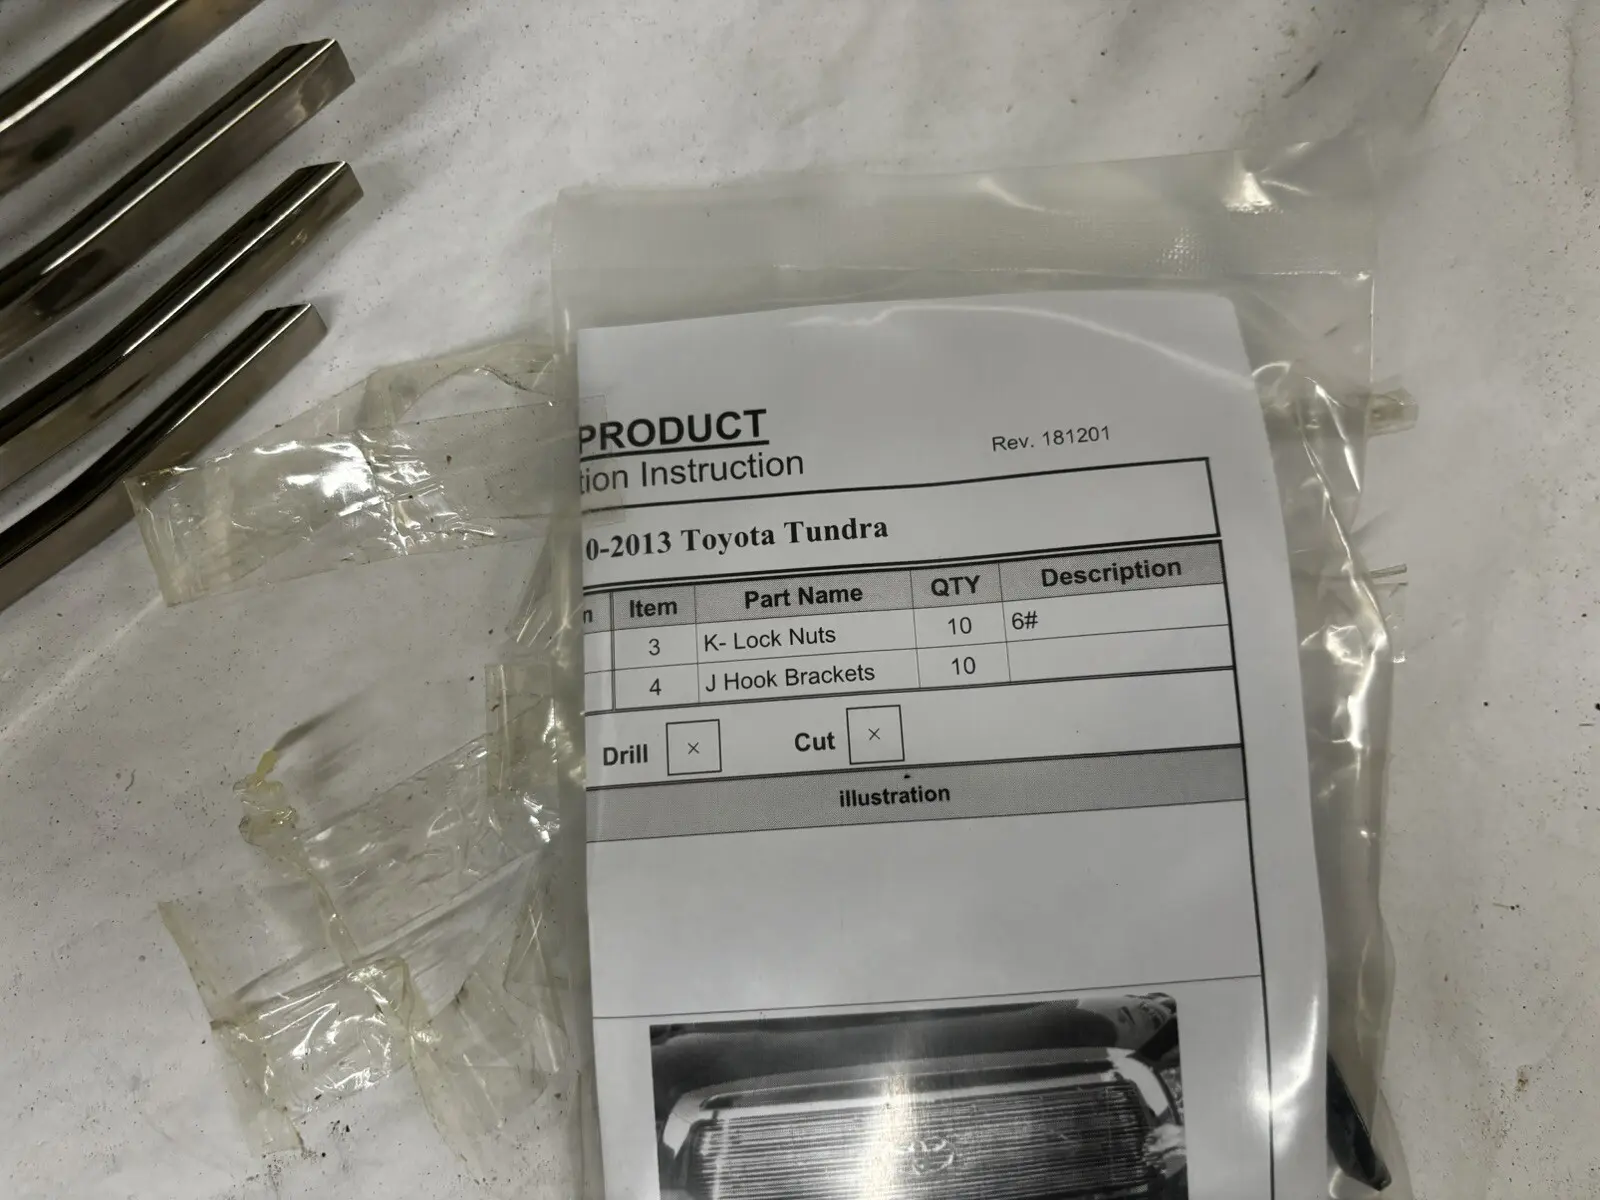 PRODUCT
tion Instruction
Rev. 181201
0-2013 Toyota Tundra
n Item Part Name QTY Description
3 K- Lock Nuts 10 6#
4 J Hook Brackets 10
Drill × Cut ×
illustration